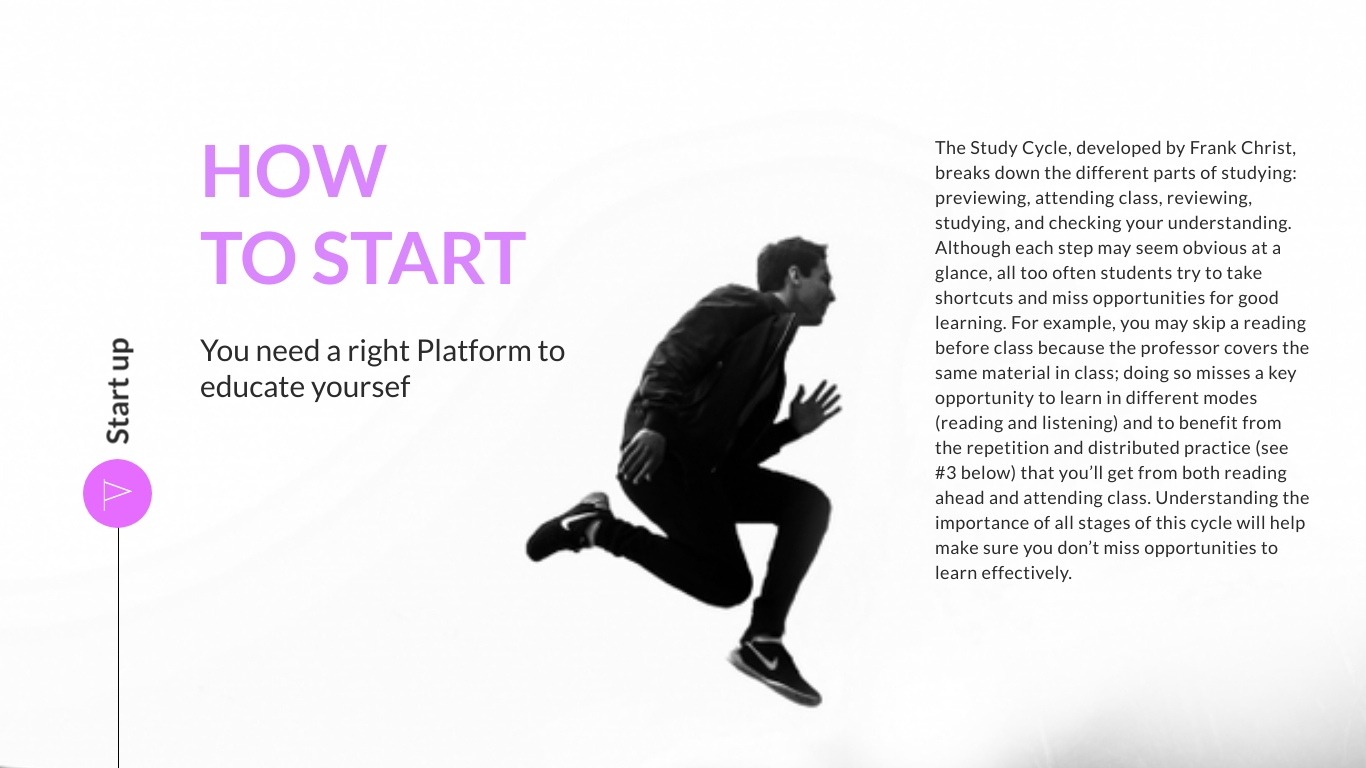 HOW
TO START
You need a right Platform to
educate yoursef
Start up
The Study Cycle, developed by Frank Christ,
breaks down the different parts of studying:
previewing, attending class, reviewing,
studying, and checking your understanding.
Although each step may seem obvious at a
glance, all too often students try to take
shortcuts and miss opportunities for good
learning. For example, you may skip a reading
before class because the professor covers the
same material in class; doing so misses a key
opportunity to learn in different modes
(reading and listening) and to benefit from
the repetition and distributed practice (see
#3 below) that you’ll get from both reading
ahead and attending class. Understanding the
importance of all stages of this cycle will help
make sure you don’t miss opportunities to
learn effectively.